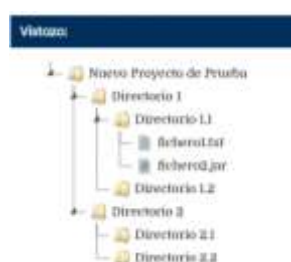 Vistazo:
Nuevo Proyecto de Prueba
Directorio 1
Directorio 1.1
fichero1.txt
fichero2.jar
Directorio 1.2
Directorio 2
Directorio 2.1
Directorio 2.2